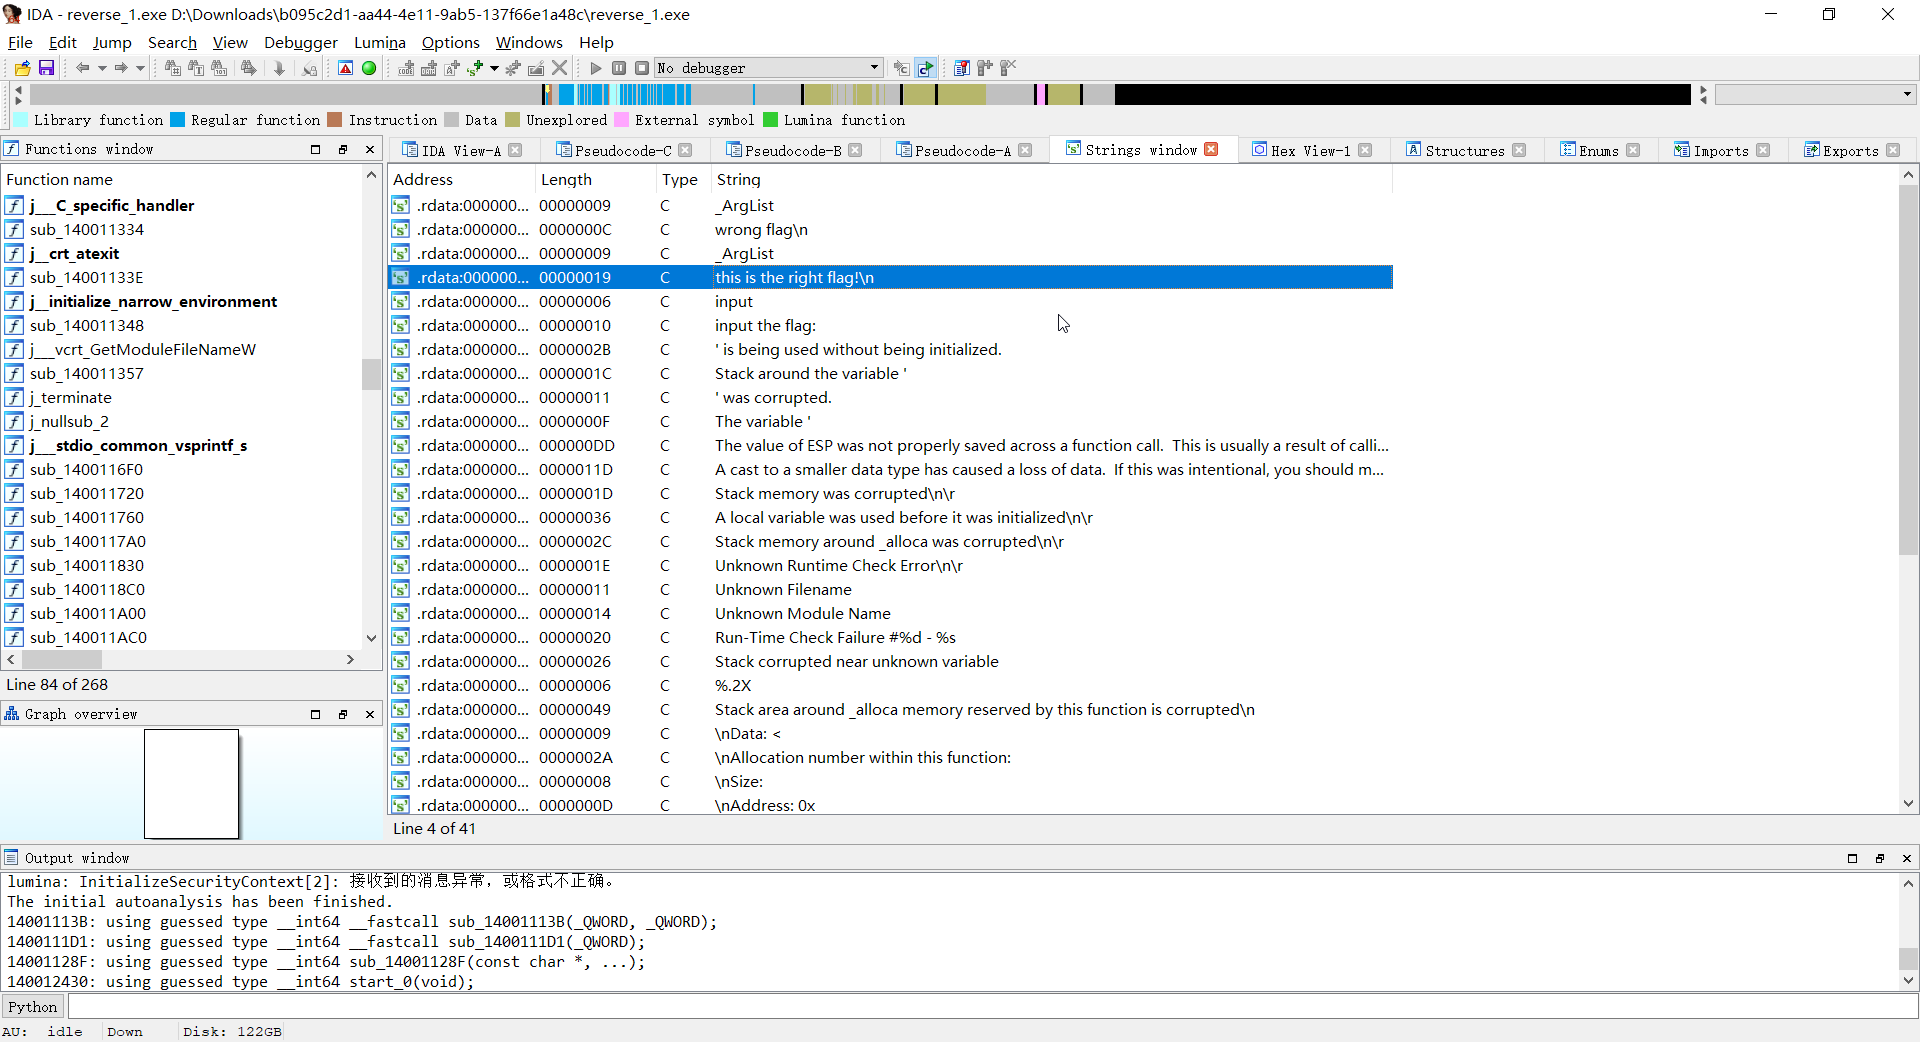 IDA - reverse_1.exe D:\Downloads\b095c2d1-aa44-4e11-9ab5-137f66e1a48c\reverse_1.exe
File Edit Jump Search View Debugger Lumina Options Windows Help
No debugger
Library function Regular function Instruction Data Unexplored External symbol Lumina function
Functions window
IDA View-A Pseudocode-C Pseudocode-B Pseudocode-A Strings window Hex View-1 Structures Enums Imports Exports
Function name
j___C_specific_handler
sub_140011334
j__crt_atexit
sub_14001133E
j__initialize_narrow_environment
sub_140011348
j___vcrt_GetModuleFileNameW
sub_140011357
j_terminate
j_nullsub_2
j___stdio_common_vsprintf_s
sub_1400116F0
sub_140011720
sub_140011760
sub_1400117A0
sub_140011830
sub_1400118C0
sub_140011A00
sub_140011AC0
Line 84 of 268
Graph overview
Address Length Type String
.rdata:000000... 00000009 C _ArgList
.rdata:000000... 0000000C C wrong flag\n
.rdata:000000... 00000009 C _ArgList
.rdata:000000... 00000019 C this is the right flag!\n
.rdata:000000... 00000006 C input
.rdata:000000... 00000010 C input the flag:
.rdata:000000... 0000002B C ' is being used without being initialized.
.rdata:000000... 0000001C C Stack around the variable '
.rdata:000000... 00000011 C ' was corrupted.
.rdata:000000... 0000000F C The variable '
.rdata:000000... 000000DD C The value of ESP was not properly saved across a function call.  This is usually a result of calli...
.rdata:000000... 0000011D C A cast to a smaller data type has caused a loss of data.  If this was intentional, you should m...
.rdata:000000... 0000001D C Stack memory was corrupted\n\r
.rdata:000000... 00000036 C A local variable was used before it was initialized\n\r
.rdata:000000... 0000002C C Stack memory around _alloca was corrupted\n\r
.rdata:000000... 0000001E C Unknown Runtime Check Error\n\r
.rdata:000000... 00000011 C Unknown Filename
.rdata:000000... 00000014 C Unknown Module Name
.rdata:000000... 00000020 C Run-Time Check Failure #%d - %s
.rdata:000000... 00000026 C Stack corrupted near unknown variable
.rdata:000000... 00000006 C %.2X
.rdata:000000... 00000049 C Stack area around _alloca memory reserved by this function is corrupted\n
.rdata:000000... 00000009 C \nData: <
.rdata:000000... 0000002A C \nAllocation number within this function:
.rdata:000000... 00000008 C \nSize:
.rdata:000000... 0000000D C \nAddress: 0x
Line 4 of 41
Output window
lumina: InitializeSecurityContext[2]: 接收到的消息异常，或格式不正确。
The initial autoanalysis has been finished.
14001113B: using guessed type __int64 __fastcall sub_14001113B(_QWORD, _QWORD);
1400111D1: using guessed type __int64 __fastcall sub_1400111D1(_QWORD);
14001128F: using guessed type __int64 sub_14001128F(const char *, ...);
140012430: using guessed type __int64 start_0(void);
Python
AU: idle Down Disk: 122GB